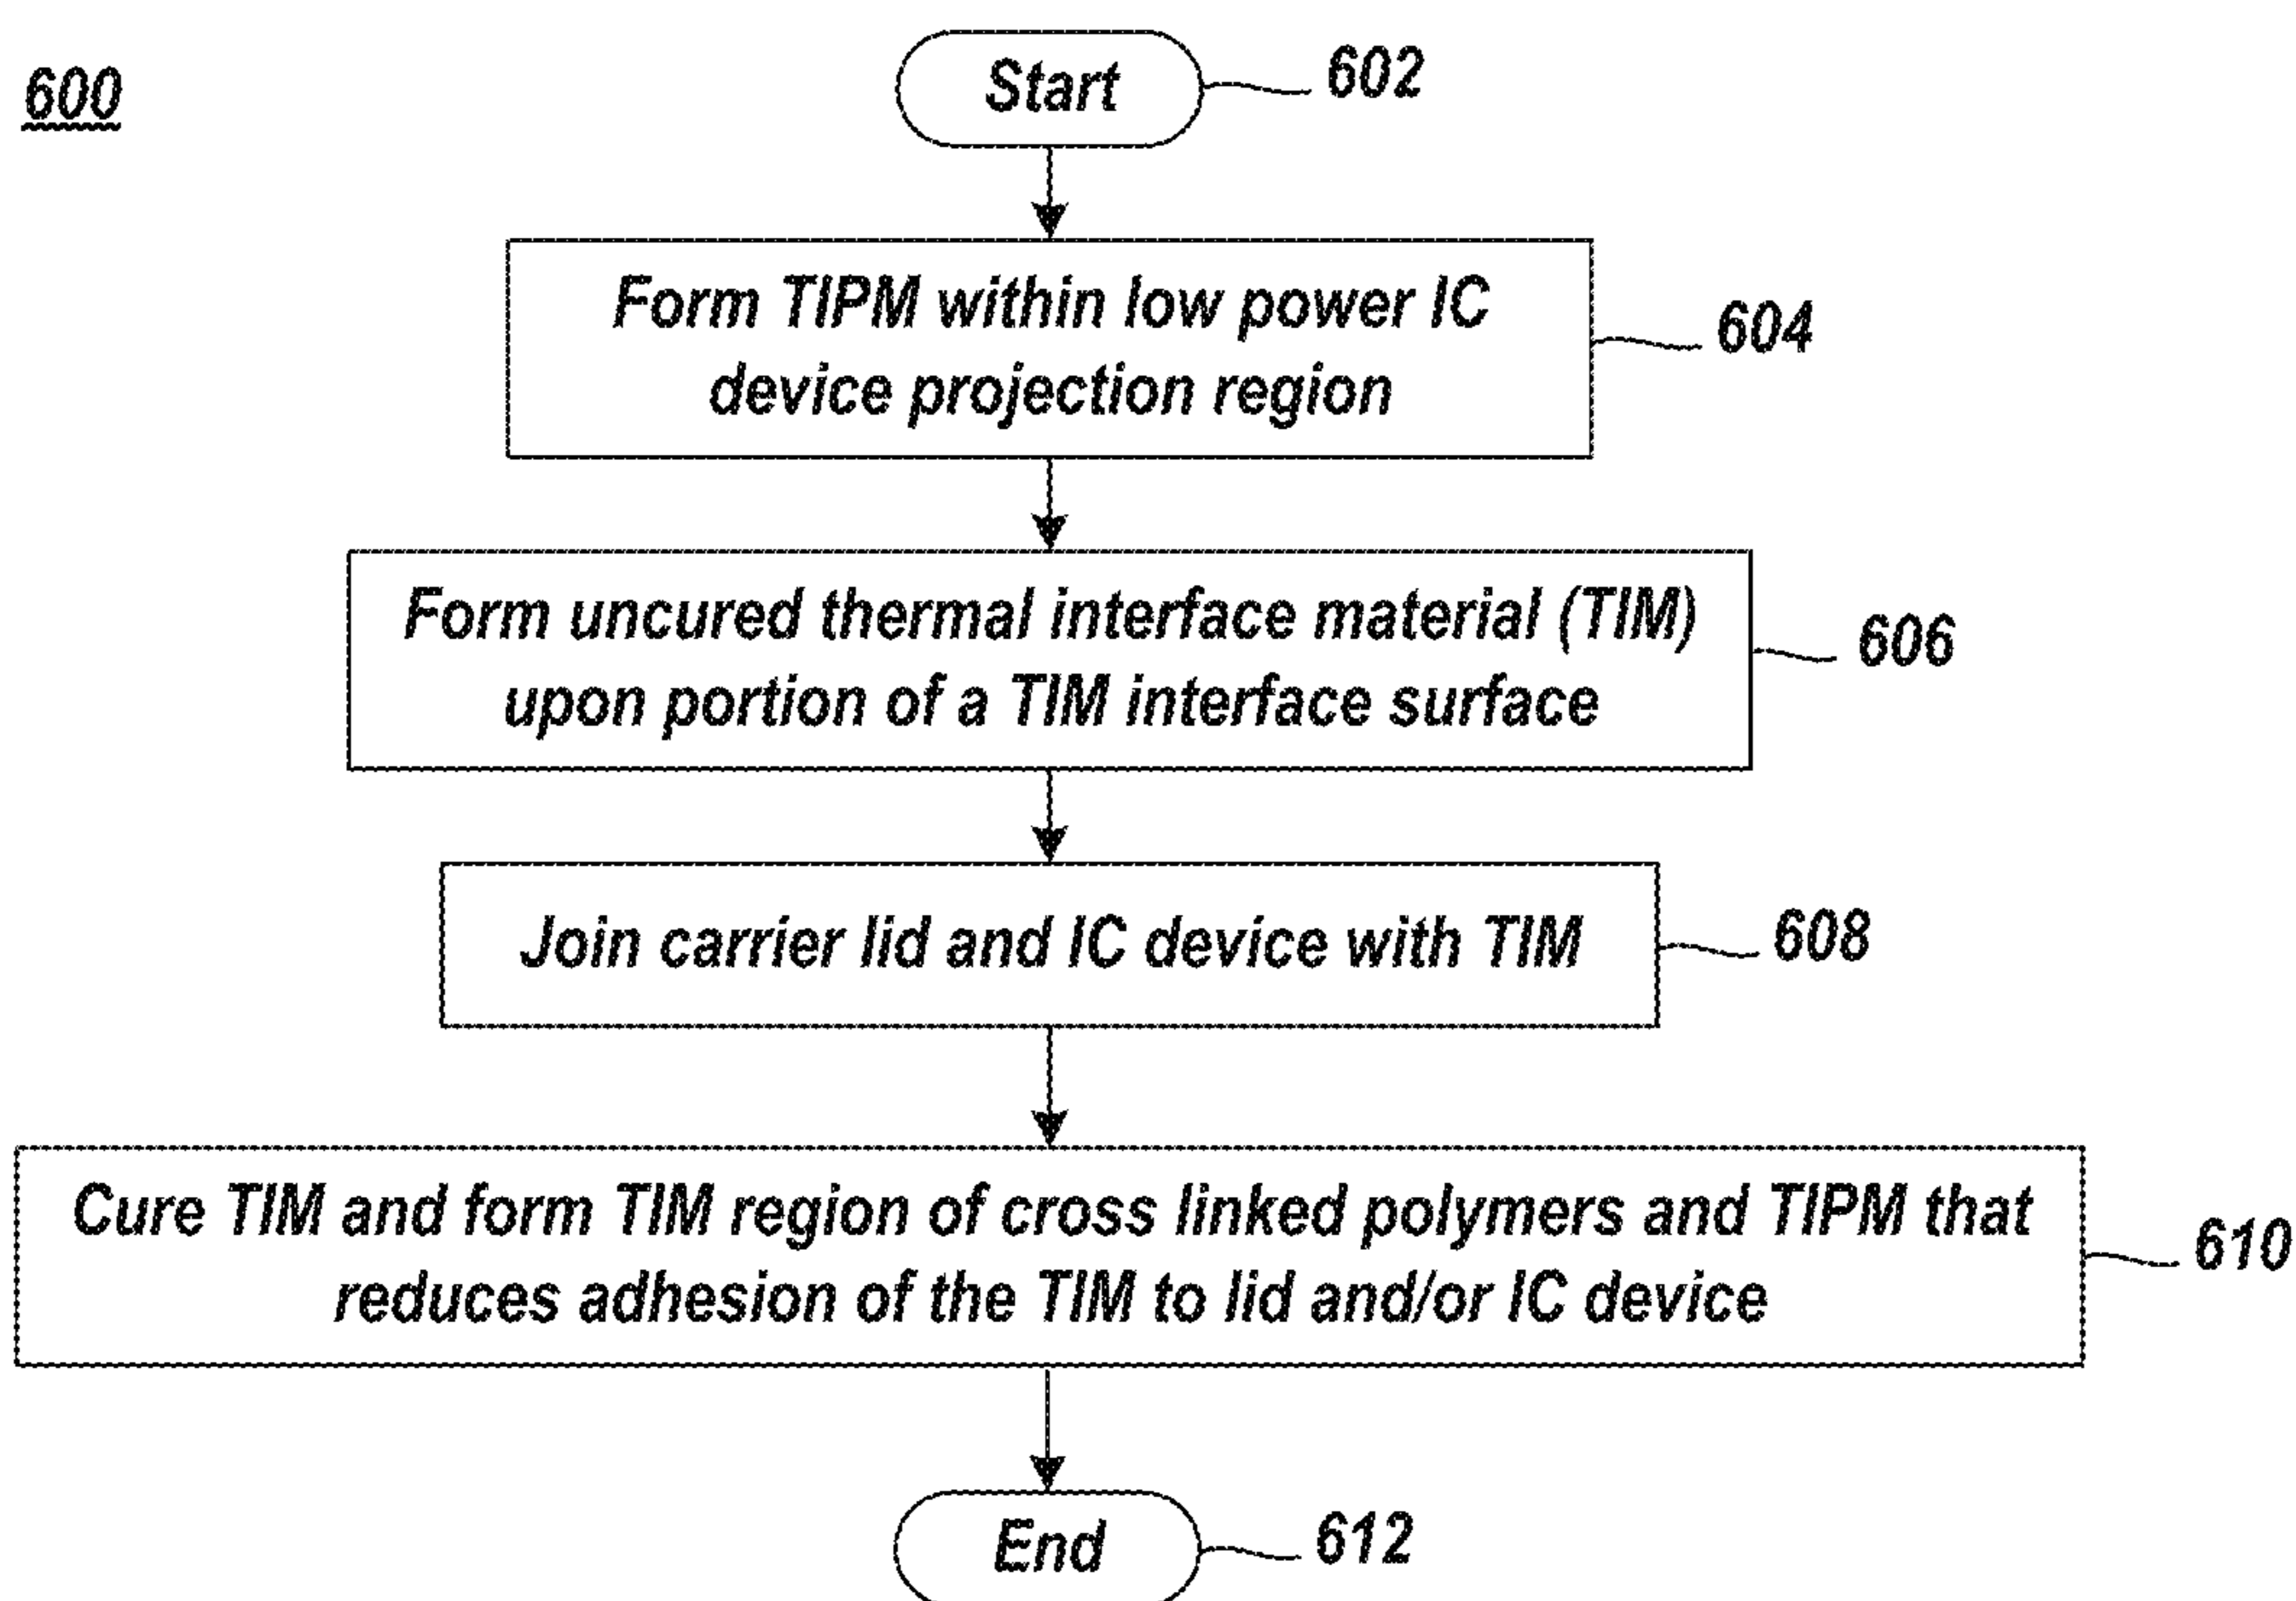 600
Start
602
Form TIPM within low power IC
device projection region
604
Form uncured thermal interface material (TIM)
upon portion of a TIM interface surface
606
Join carrier lid and IC device with TIM
608
Cure TIM and form TIM region of cross linked polymers and TIPM that
reduces adhesion of the TIM to lid and/or IC device
610
End
612